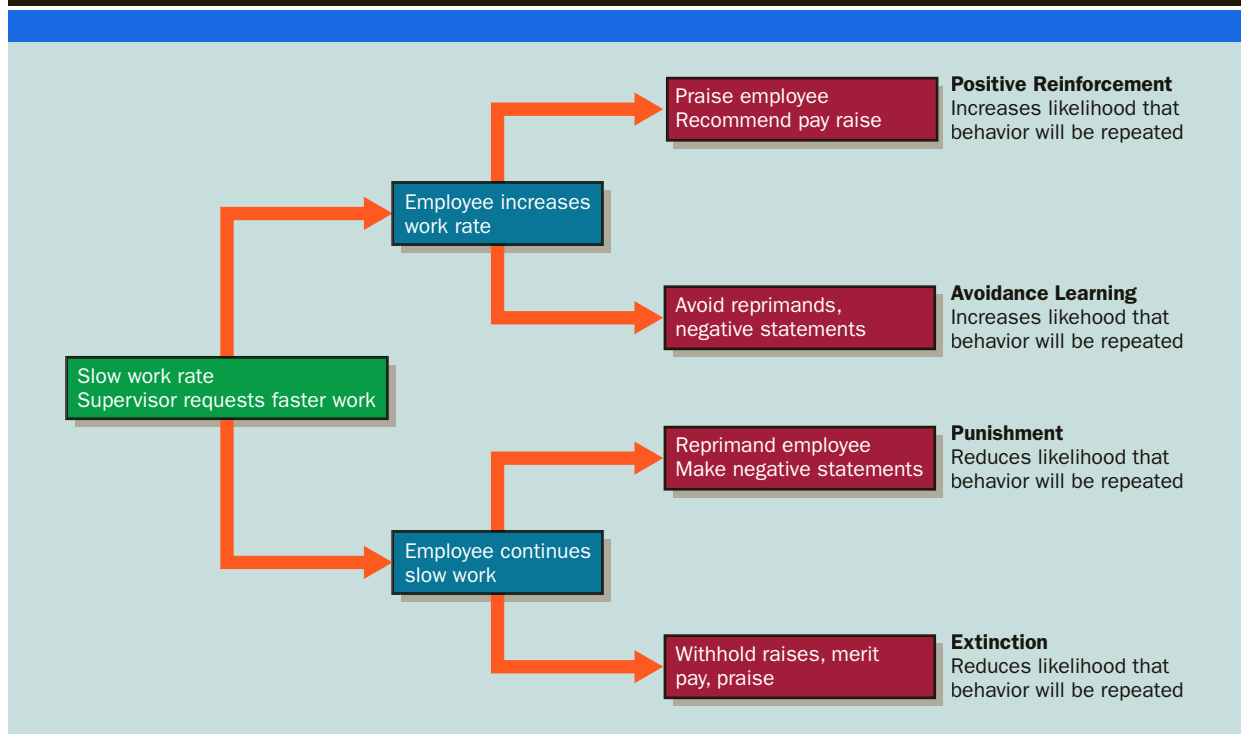 Praise employee
Recommend pay raise
Positive Reinforcement
Increases likelihood that
behavior will be repeated
Employee increases
work rate
Avoid reprimands,
negative statements
Avoidance Learning
Increases likehood that
behavior will be repeated
Slow work rate
Supervisor requests faster work
Reprimand employee
Make negative statements
Punishment
Reduces likelihood that
behavior will be repeated
Employee continues
slow work
Withhold raises, merit
pay, praise
Extinction
Reduces likelihood that
behavior will be repeated